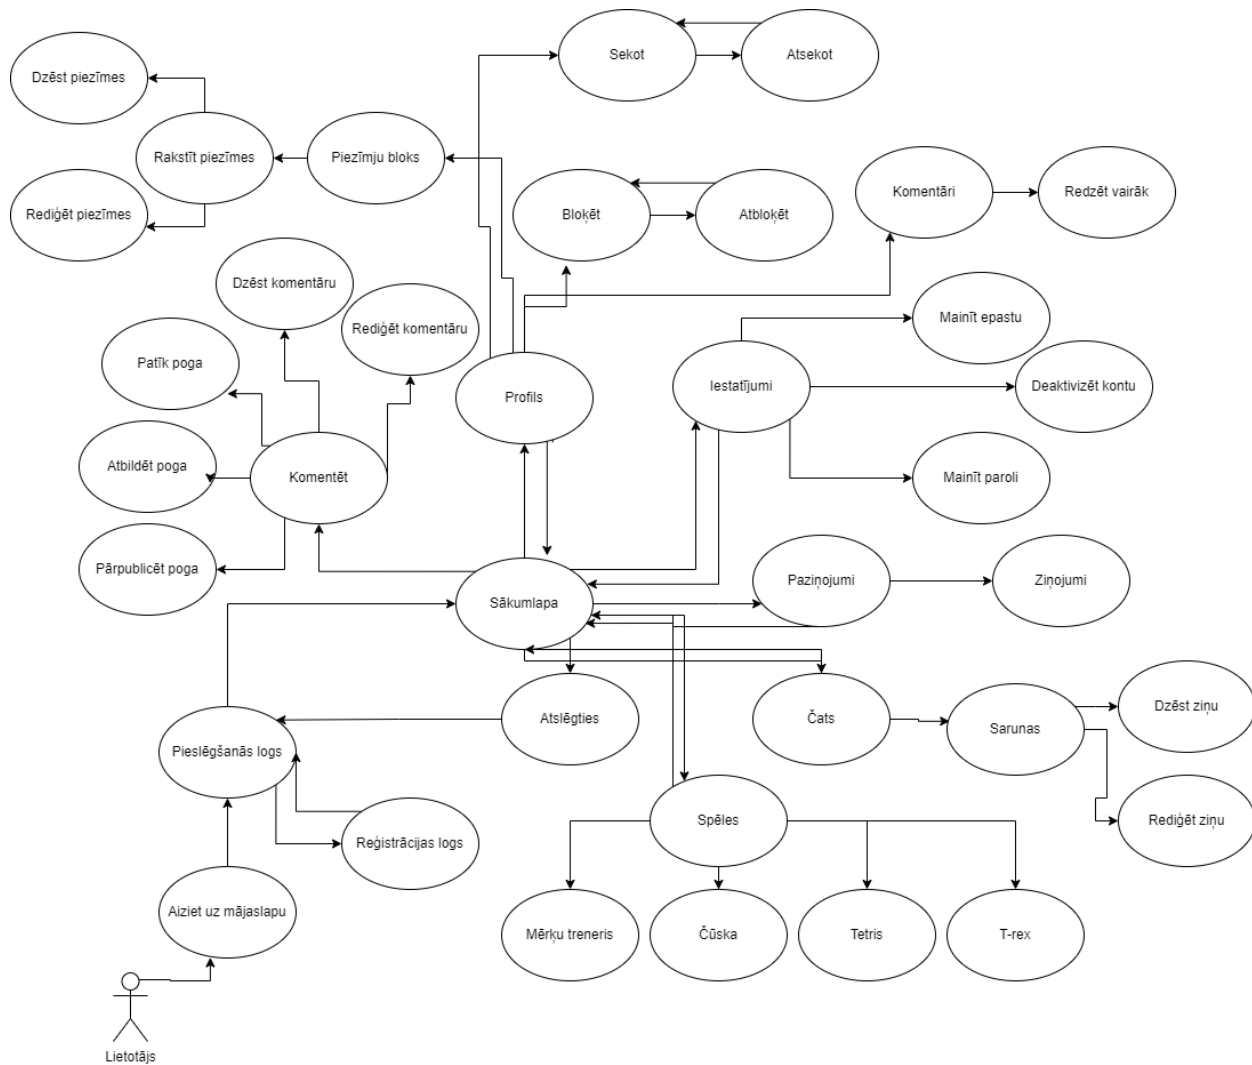 Sekot
Atsekot
Dzēst piezīmes
Rakstīt piezīmes
Piezīmju bloks
Rediģēt piezīmes
Bloķēt
Atbloķēt
Komentāri
Redzēt vairāk
Dzēst komentāru
Rediģēt komentāru
Mainīt epastu
Patīk poga
Profils
Iestatījumi
Deaktivizēt kontu
Atbildēt poga
Komentēt
Mainīt paroli
Pārpublicēt poga
Sākumlapa
Paziņojumi
Ziņojumi
Atslēgties
Čats
Sarunas
Dzēst ziņu
Pieslēgšanās logs
Spēles
Rediģēt ziņu
Reģistrācijas logs
Aiziet uz mājaslapu
Mērķu treneris
Čūska
Tetris
T-rex
Lietotājs